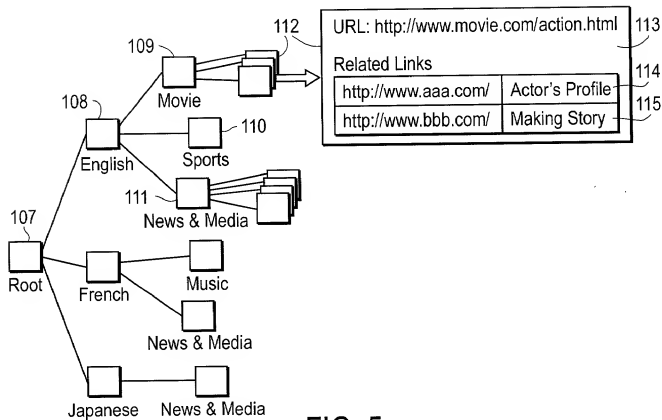 109
112
URL: http://www.movie.com/action.html
113
Related Links
114
http://www.aaa.com/ Actor's Profile
115
http://www.bbb.com/ Making Story
Movie
108
110
English
Sports
111
News & Media
107
Root
French
Music
News & Media
Japanese
News & Media